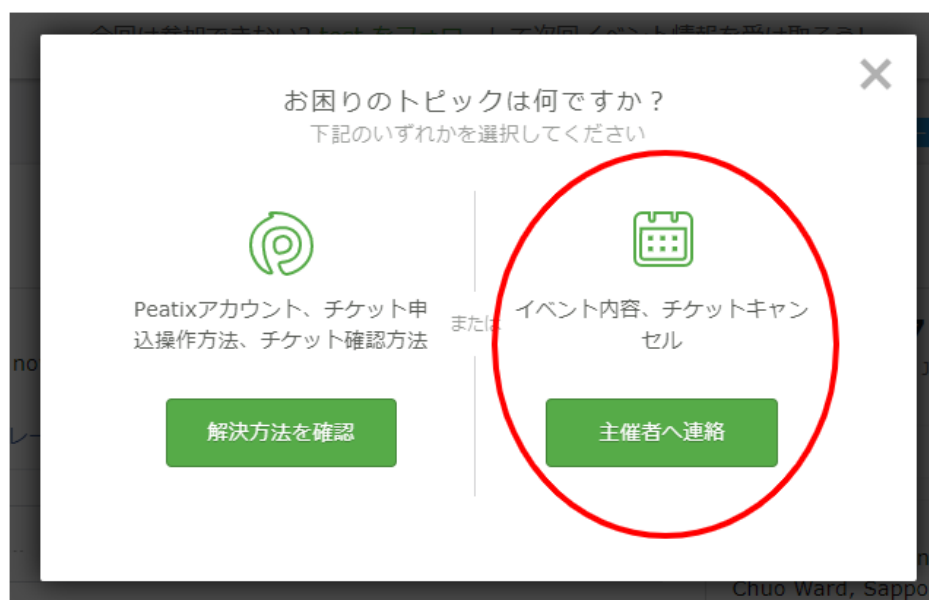 お困りのトピックは何ですか？
下記のいずれかを選択してください
Peatixアカウント、チケット申
込操作方法、チケット確認方法
解決方法を確認
または
イベント内容、チケットキャン
セル
主催者へ連絡
no
レー
Chuo Ward, Sappo